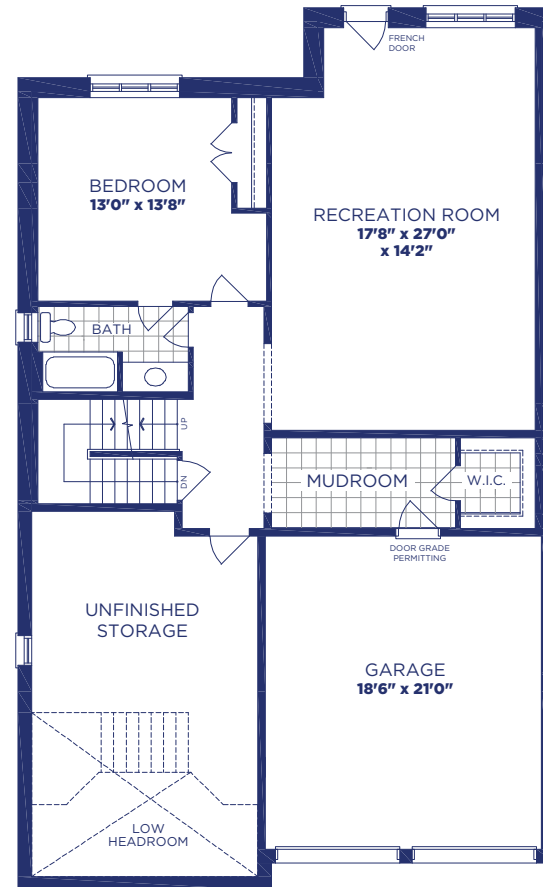 FRENCH
DOOR
BEDROOM
13'0" x 13'8"
RECREATION ROOM
17'8" x 27'0"
x 14'2"
BATH
UP
DN
MUDROOM
W.I.C.
DOOR GRADE
PERMITTING
UNFINISHED
STORAGE
GARAGE
18'6" x 21'0"
LOW
HEADROOM